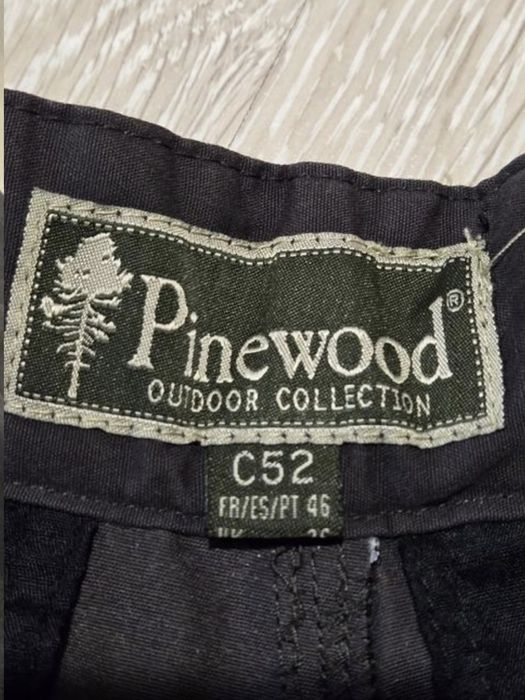 Pinewood®
OUTDOOR COLLECTION
C52
FR/ES/PT 46